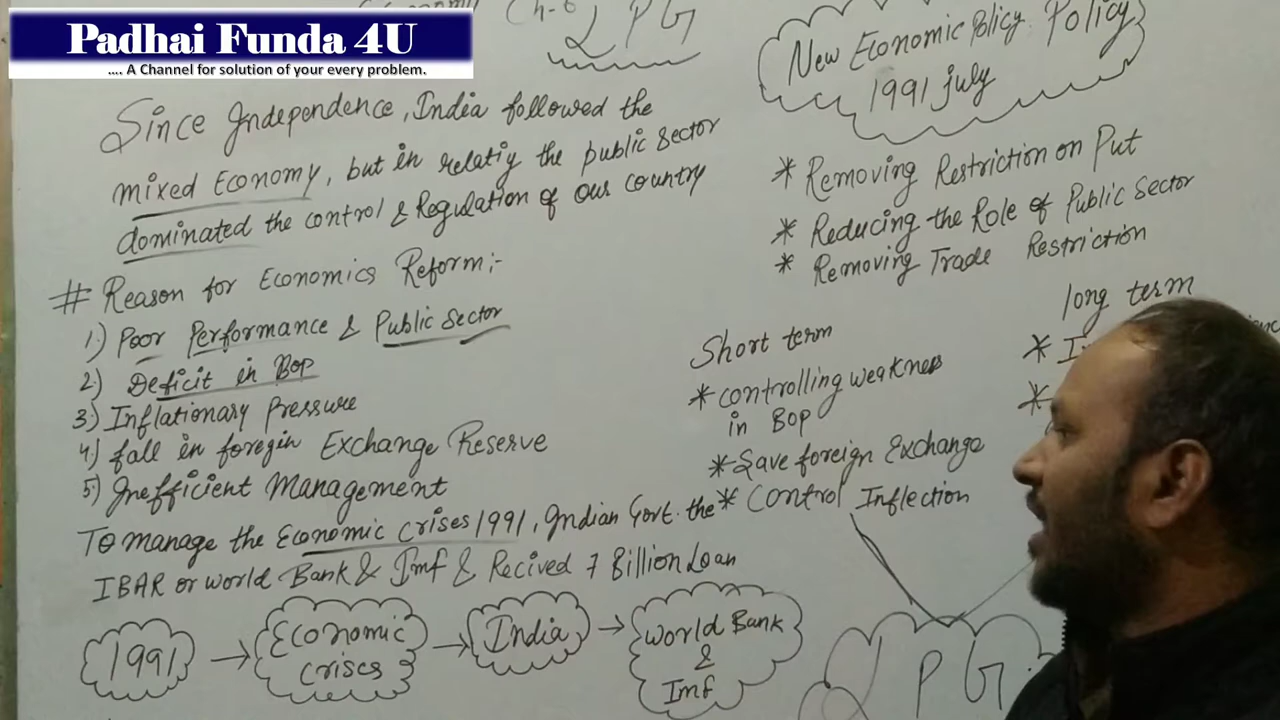 Padhai Funda 4U
.... A Channel for solution of your every problem.
LPG
New Economic Policy. Policy
1991 july
Since Independence, India followed the
mixed Economy, but in relatiy the public sector
dominated the control & Regulation of our country
# Reason for Economics Reform:-
1.) Poor Performance & Public Sector
2.) Deficit in BOP
3.) Inflationary Pressure
4.) fall in foregin Exchange Reserve
5.) Inefficient Management
To manage the Economic crises 1991, Indian Govt. the
IBAR or world Bank & Imf & Recived 7 Billion Loan
1991 → Economic crises → India → World Bank & Imf
* Removing Restriction on Put
* Reducing the Role of Public Sector
* Removing Trade Restriction
Short term
* controlling weakness
in BOP
* Save foreign Exchange
* Control Inflection
long term
LPG